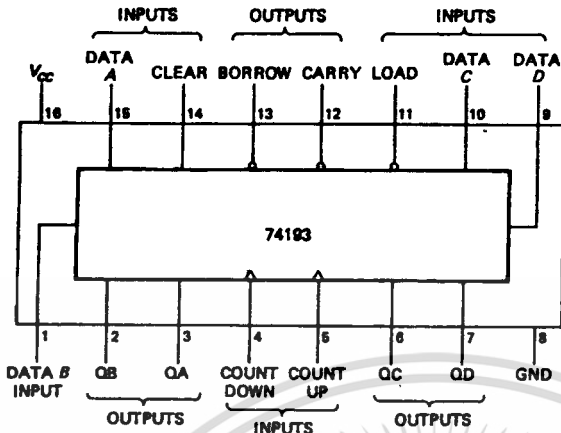 INPUTS OUTPUTS INPUTS
DATA DATA DATA
VCC A CLEAR BORROW CARRY LOAD C D
16 15 14 13 12 11 10 9
74193
1 2 3 4 5 6 7 8
DATA B QB QA COUNT COUNT QC QD GND
INPUT DOWN UP
OUTPUTS INPUTS OUTPUTS